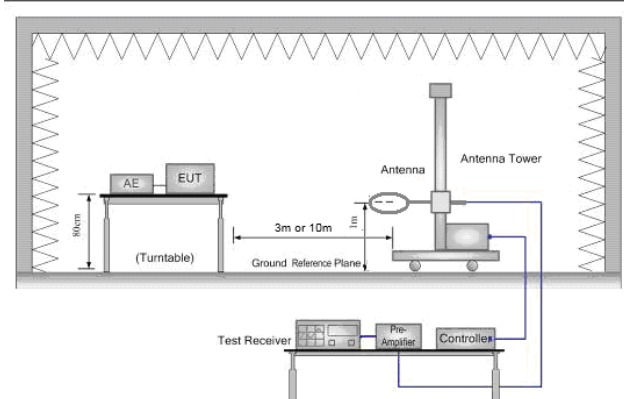 Antenna
Antenna Tower
AE
EUT
80cm
1m
3m or 10m
(Turntable)
Ground Reference Plane
Test Receiver
Pre-
Amplifier
Controller